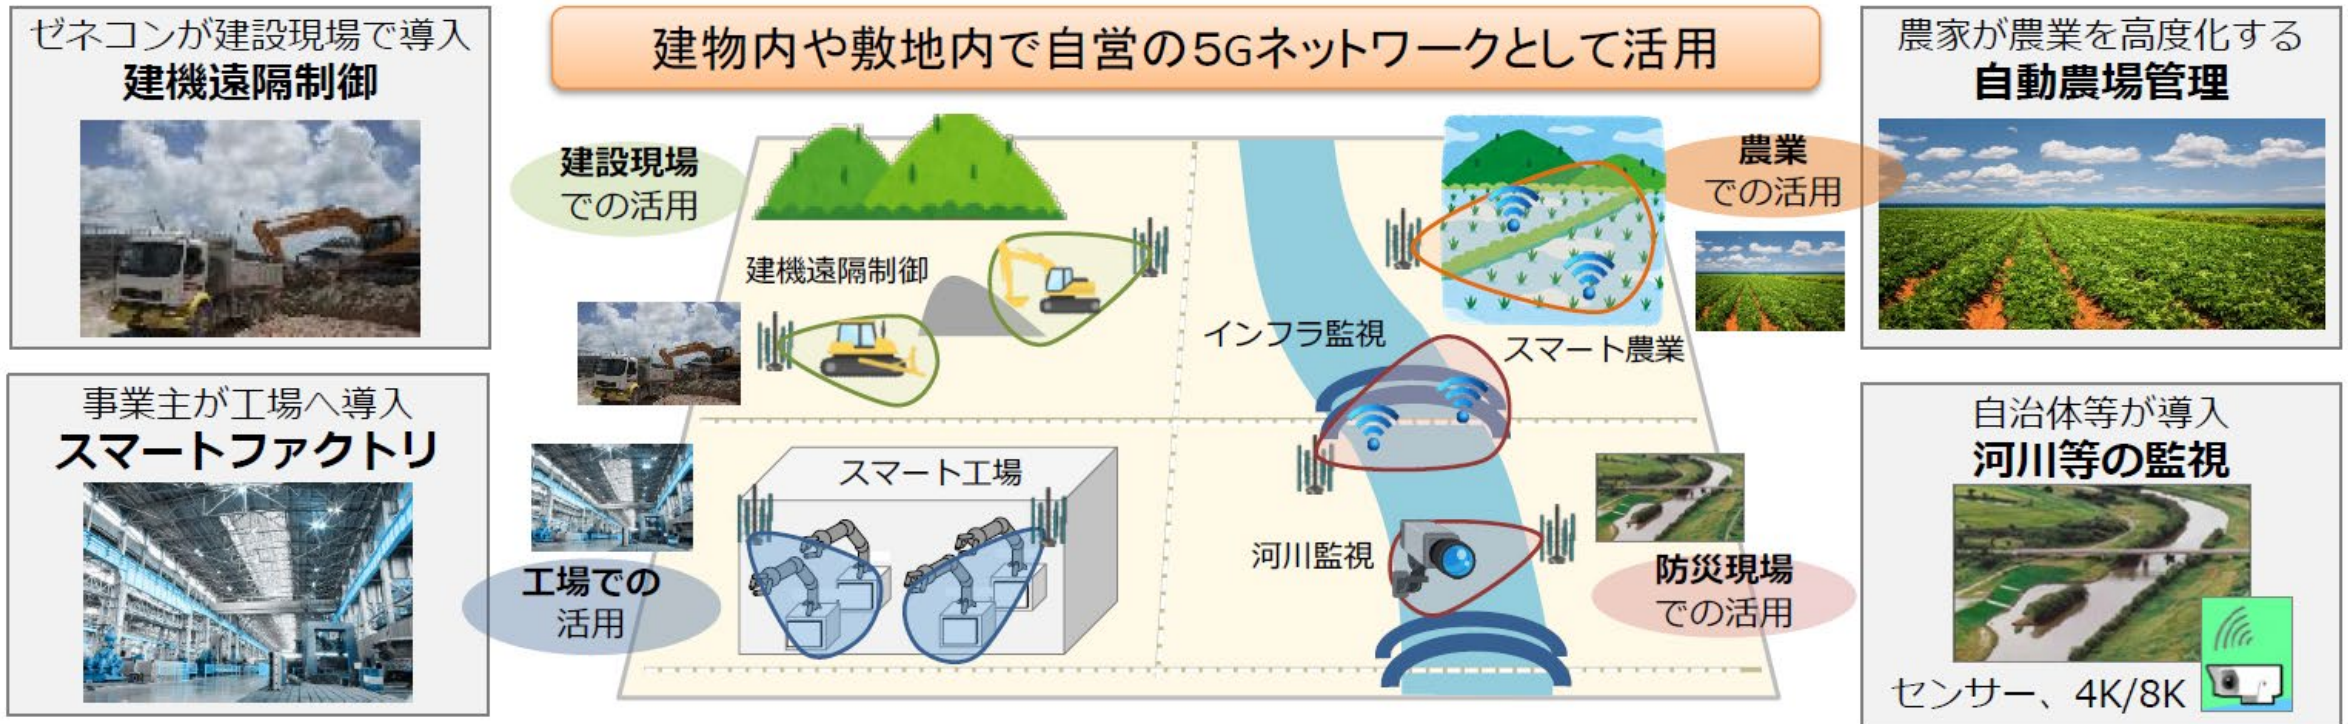 建物内や敷地内で自営の5Gネットワークとして活用
ゼネコンが建設現場で導入
建機遠隔制御
事業主が工場へ導入
スマートファクトリ
建設現場
での活用
建機遠隔制御
スマート工場
工場での
活用
インフラ監視
スマート農業
河川監視
農業
での活用
防災現場
での活用
農家が農業を高度化する
自動農場管理
自治体等が導入
河川等の監視
センサー、4K/8K